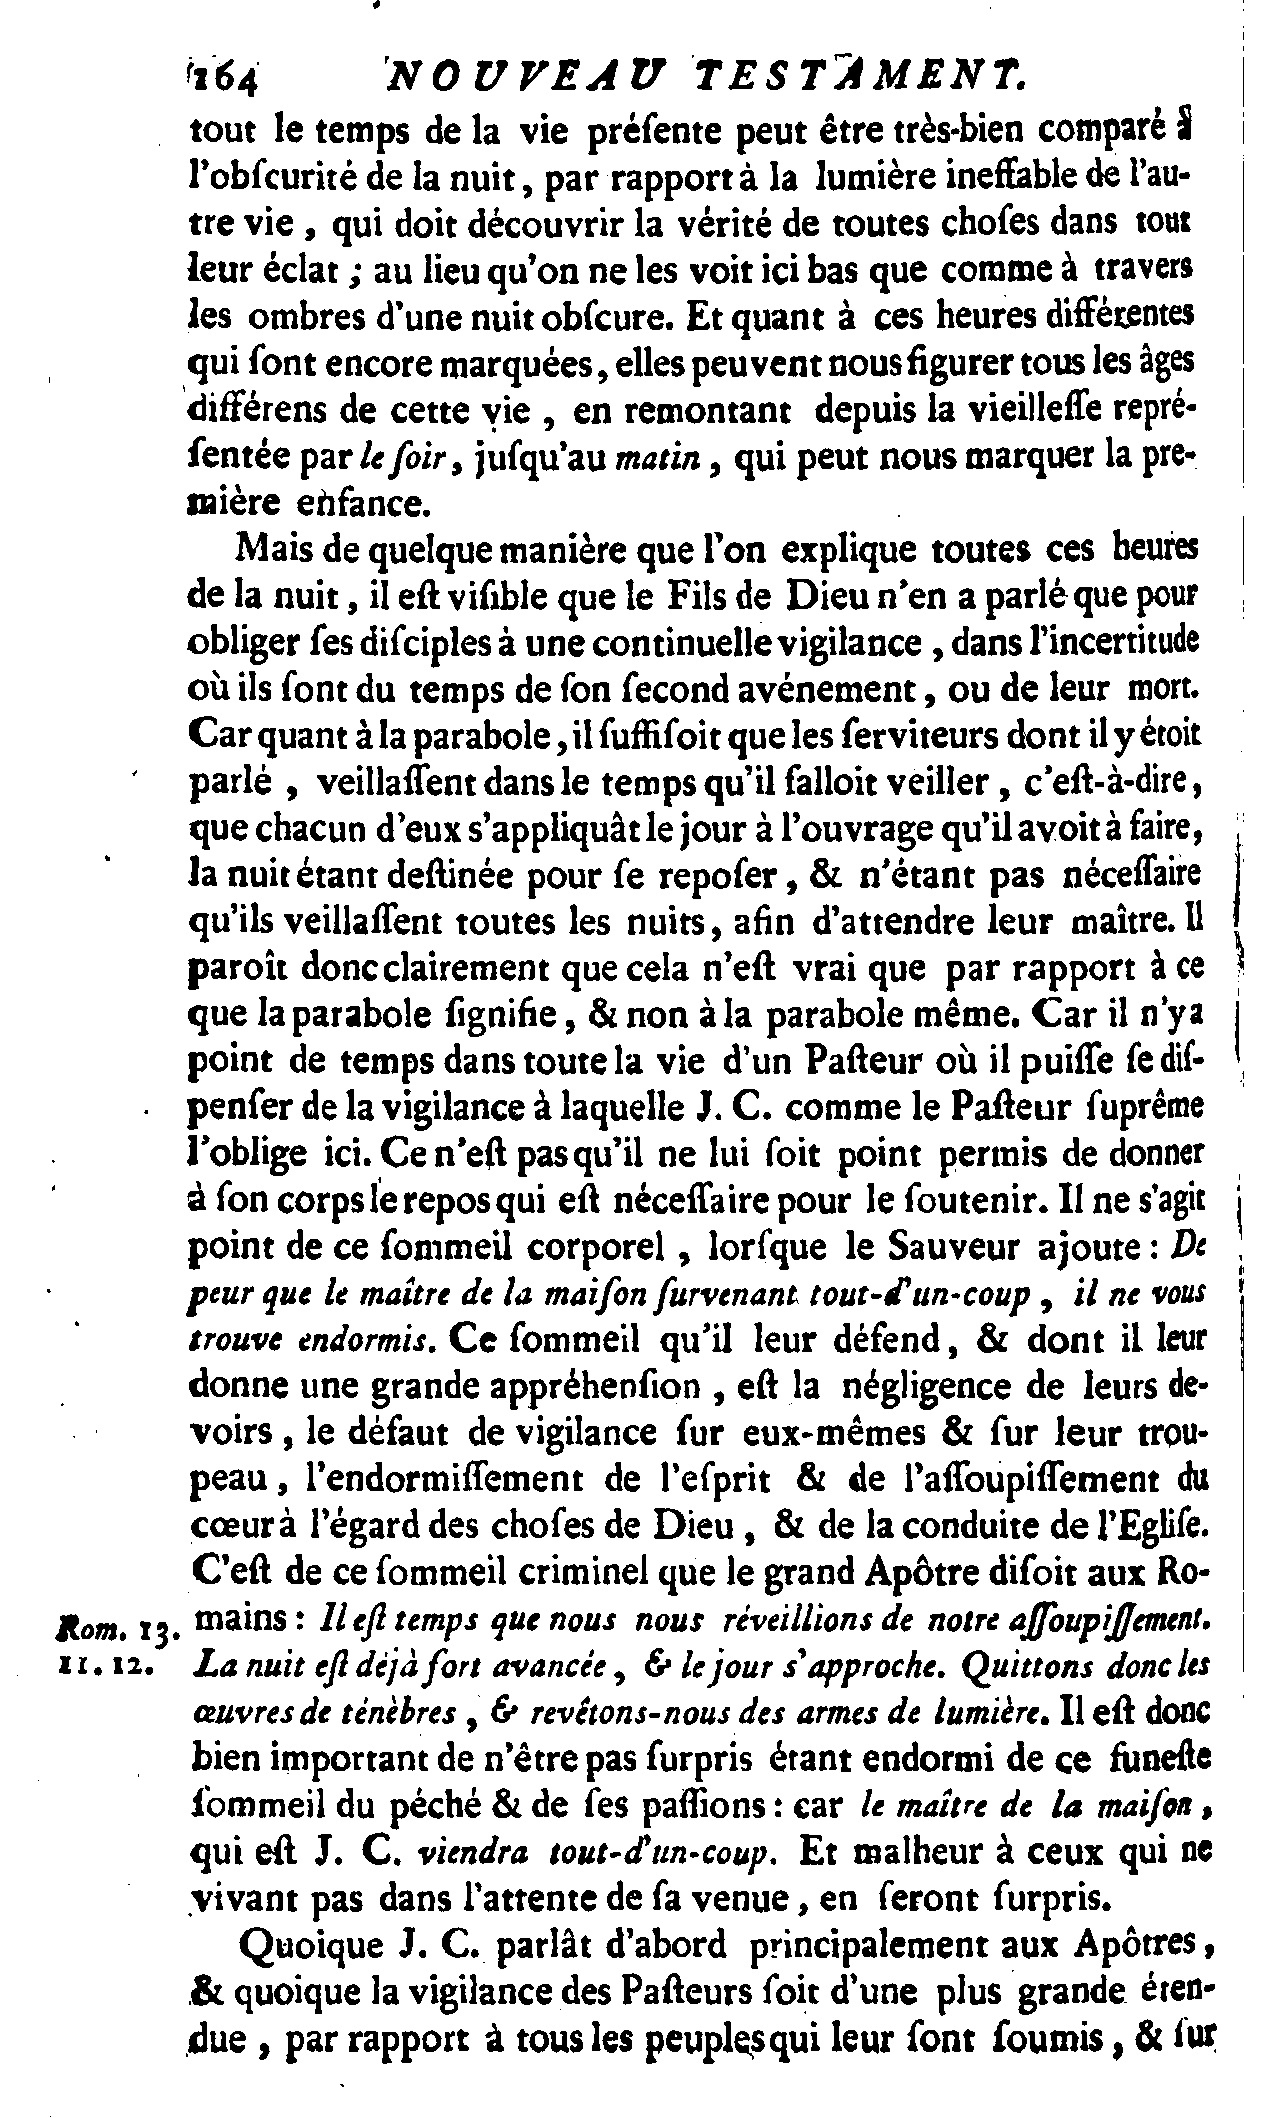 164 NOUVEAU TESTAMENT.
tout le temps de la vie préſente peut être très-bien comparé à
l'obſcurité de la nuit, par rapport à la lumière ineffable de l'au-
tre vie, qui doit découvrir la vérité de toutes choſes dans tout
leur éclat ; au lieu qu'on ne les voit ici bas que comme à travers
les ombres d'une nuit obſcure. Et quant à ces heures différentes
qui ſont encore marquées, elles peuvent nous figurer tous les âges
différens de cette vie, en remontant depuis la vieilleſſe repré-
ſentée par le ſoir, juſqu'au matin, qui peut nous marquer la pre-
mière enfance.
Mais de quelque manière que l'on explique toutes ces heures
de la nuit, il eſt viſible que le Fils de Dieu n'en a parlé que pour
obliger ſes diſciples à une continuelle vigilance, dans l'incertitude
où ils ſont du temps de ſon ſecond avénement, ou de leur mort.
Car quant à la parabole, il ſuffiſoit que les ſerviteurs dont il y étoit
parlé, veillaſſent dans le temps qu'il falloit veiller, c'eſt-à-dire,
que chacun d'eux s'appliquât le jour à l'ouvrage qu'il avoit à faire,
la nuit étant deſtinée pour ſe repoſer, & n'étant pas néceſſaire
qu'ils veillaſſent toutes les nuits, afin d'attendre leur maître. Il
paroît donc clairement que cela n'eſt vrai que par rapport à ce
que la parabole ſignifie, & non à la parabole même. Car il n'y a
point de temps dans toute la vie d'un Paſteur où il puiſſe ſe diſ-
penſer de la vigilance à laquelle J. C. comme le Paſteur ſuprême
l'oblige ici. Ce n'eſt pas qu'il ne lui ſoit point permis de donner
à ſon corps le repos qui eſt néceſſaire pour le ſoutenir. Il ne s'agit
point de ce ſommeil corporel, lorſque le Sauveur ajoute : De
peur que le maître de la maiſon ſurvenant tout-d'un-coup, il ne vous
trouve endormis. Ce ſommeil qu'il leur défend, & dont il leur
donne une grande appréhenſion, eſt la négligence de leurs de-
voirs, le défaut de vigilance ſur eux-mêmes & ſur leur trou-
peau, l'endormiſſement de l'eſprit & de l'aſſoupiſſement du
cœur à l'égard des choſes de Dieu, & de la conduite de l'Egliſe.
C'eſt de ce ſommeil criminel que le grand Apôtre diſoit aux Ro-
Rom. 13. mains : Il eſt temps que nous nous réveillions de notre aſſoupiſſement.
11. 12. La nuit eſt déjà fort avancée, & le jour s'approche. Quittons donc les
œuvres de ténèbres, & revêtons-nous des armes de lumière. Il eſt donc
bien important de n'être pas ſurpris étant endormi de ce funeſte
ſommeil du péché & de ſes paſſions : car le maître de la maiſon,
qui eſt J. C. viendra tout-d'un-coup. Et malheur à ceux qui ne
vivant pas dans l'attente de ſa venue, en ſeront ſurpris.
Quoique J. C. parlât d'abord principalement aux Apôtres,
& quoique la vigilance des Paſteurs ſoit d'une plus grande éten-
due, par rapport à tous les peuples qui leur ſont ſoumis, & ſur